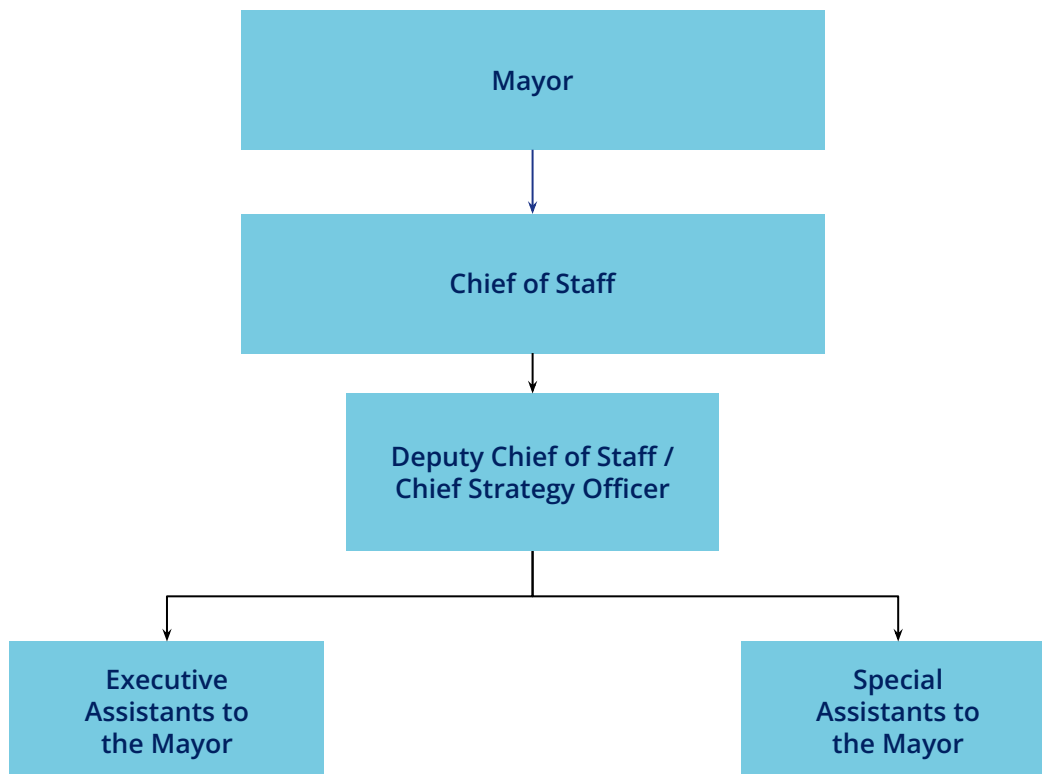 Mayor
Chief of Staff
Deputy Chief of Staff /
Chief Strategy Officer
Executive
Assistants to
the Mayor
Special
Assistants to
the Mayor